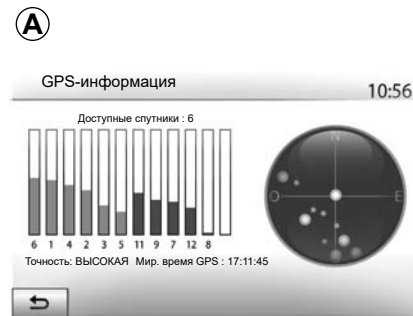 A
GPS-информация 10:56
Доступные спутники : 6
N
O E
6 1 4 2 3 5 11 9 7 12 8
Точность: ВЫСОКАЯ Мир. время GPS : 17:11:45